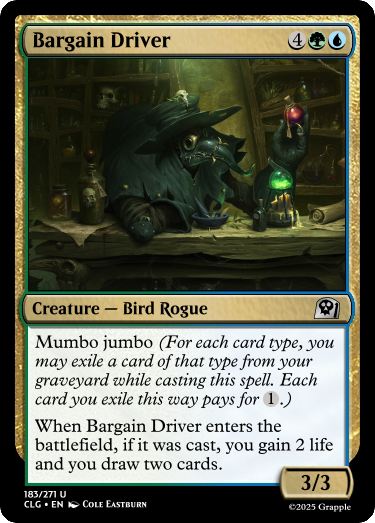 Bargain Driver 4
Creature — Bird Rogue
Mumbo jumbo (For each card type, you
may exile a card of that type from your
graveyard while casting this spell. Each
card you exile this way pays for 1.)
When Bargain Driver enters the
battlefield, if it was cast, you gain 2 life
and you draw two cards.
3/3
183/271 U
CLG • EN Cole Eastburn
©2025 Grapple